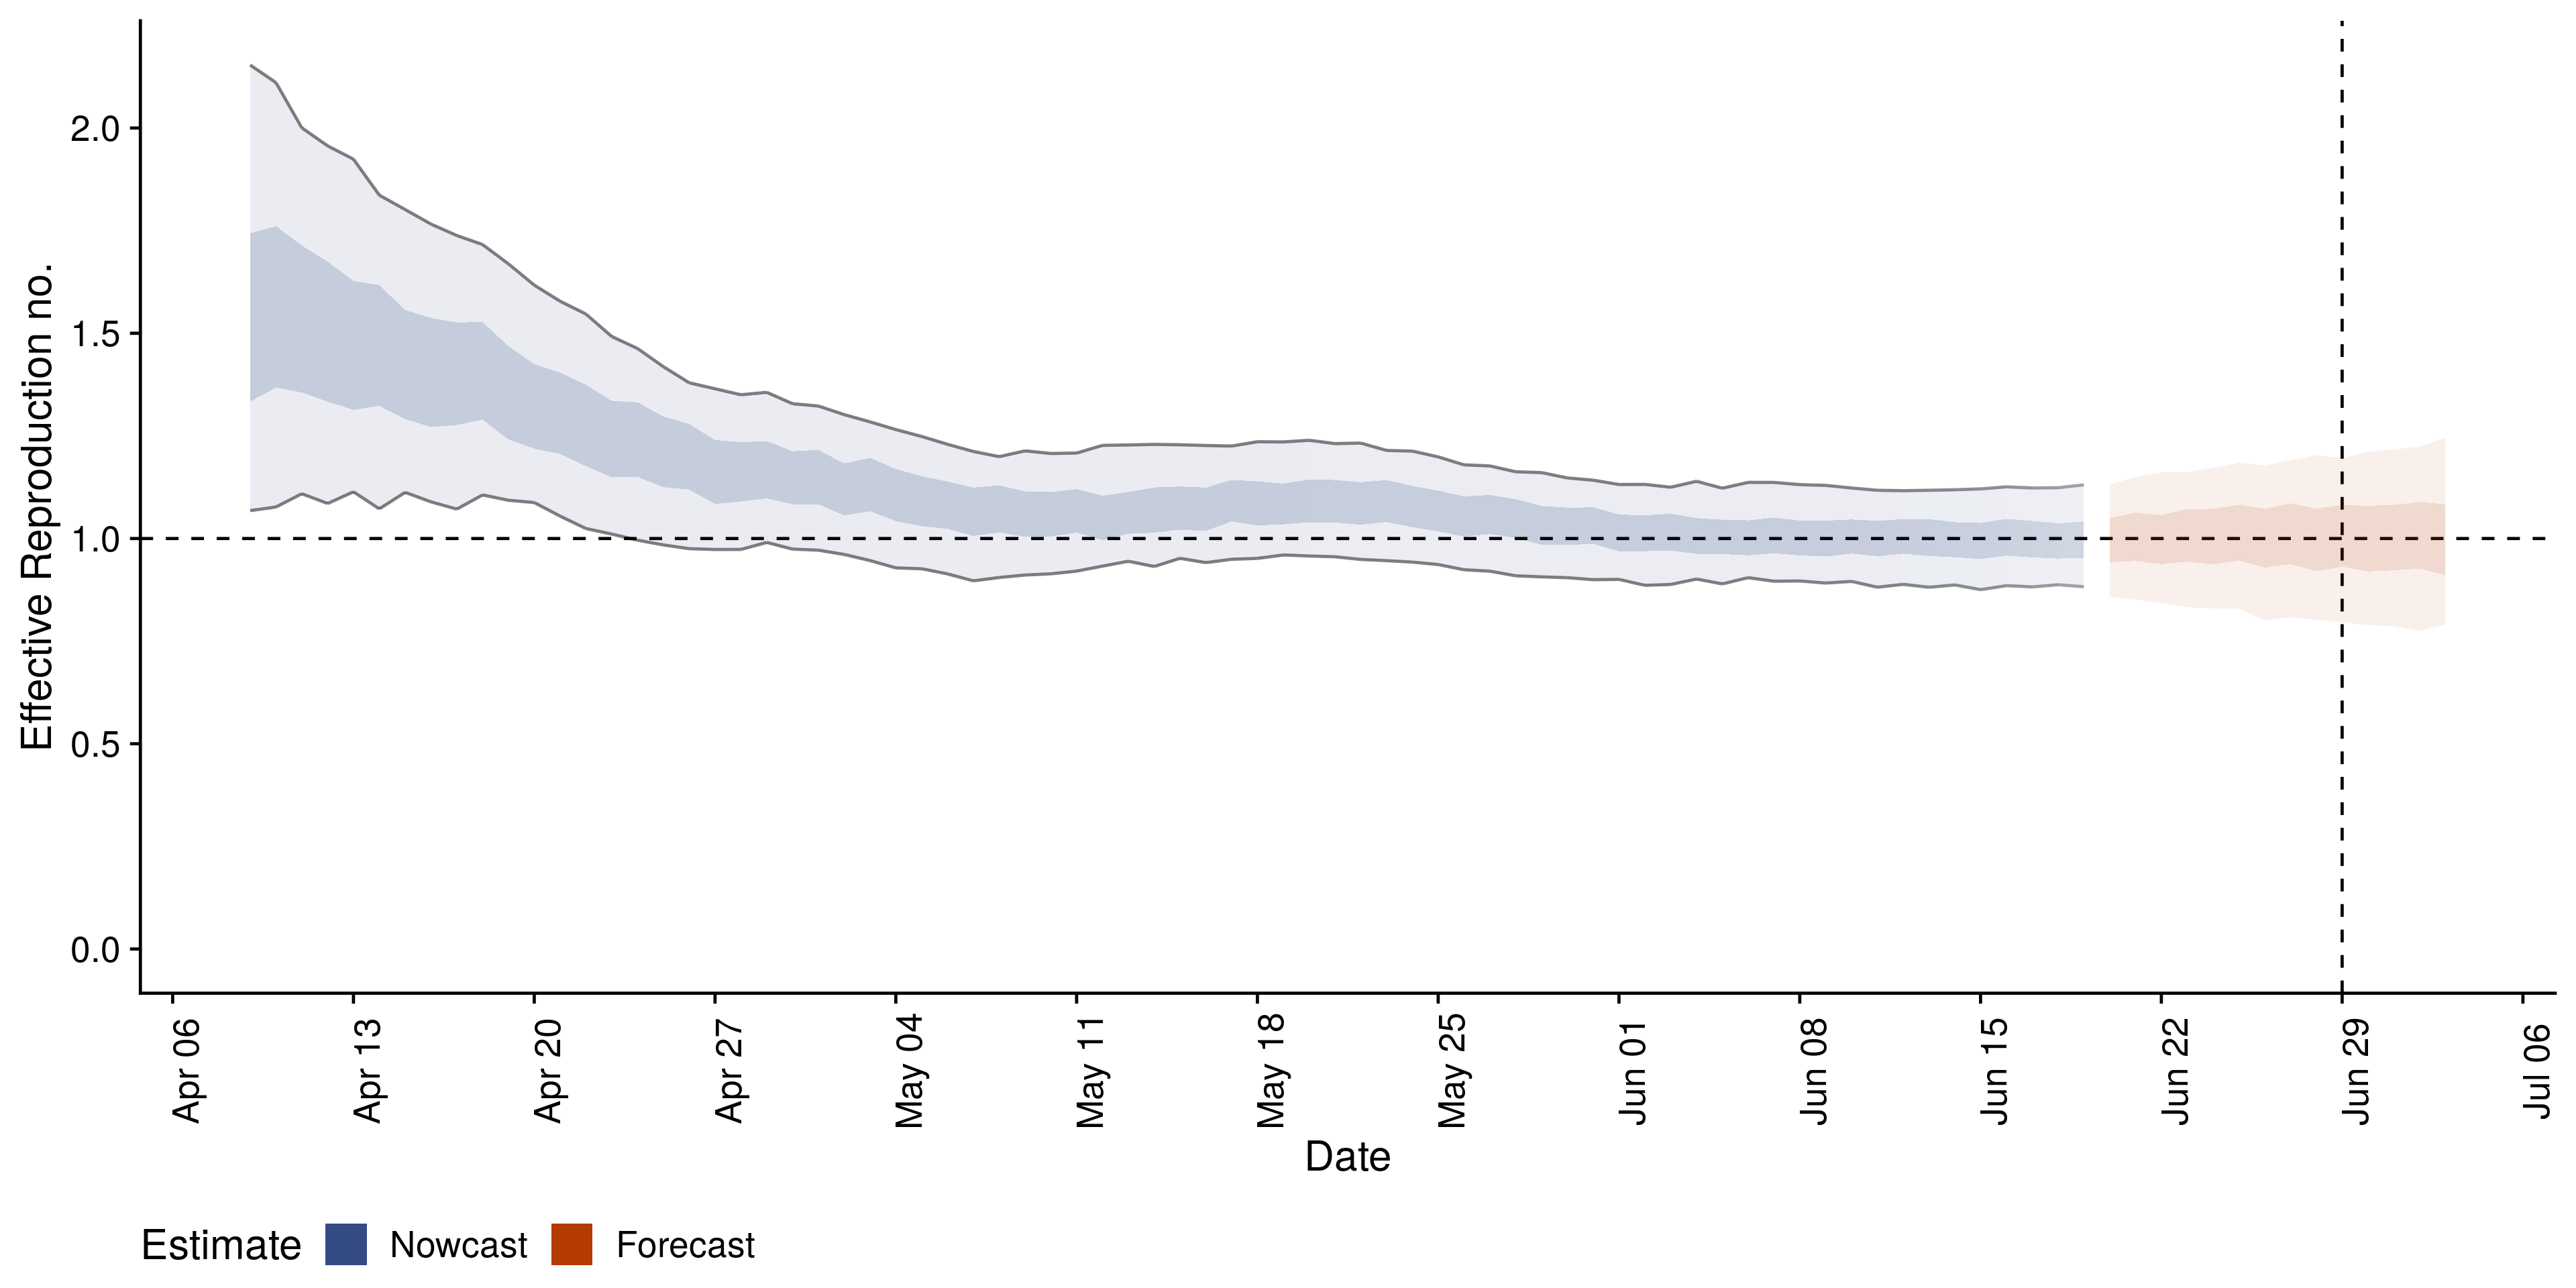 Effective Reproduction no.
2.0
1.5
1.0
0.5
0.0
Apr 06
Apr 13
Apr 20
Apr 27
May 04
May 11
May 18
May 25
Jun 01
Jun 08
Jun 15
Jun 22
Jun 29
Jul 06
Date
Estimate Nowcast Forecast